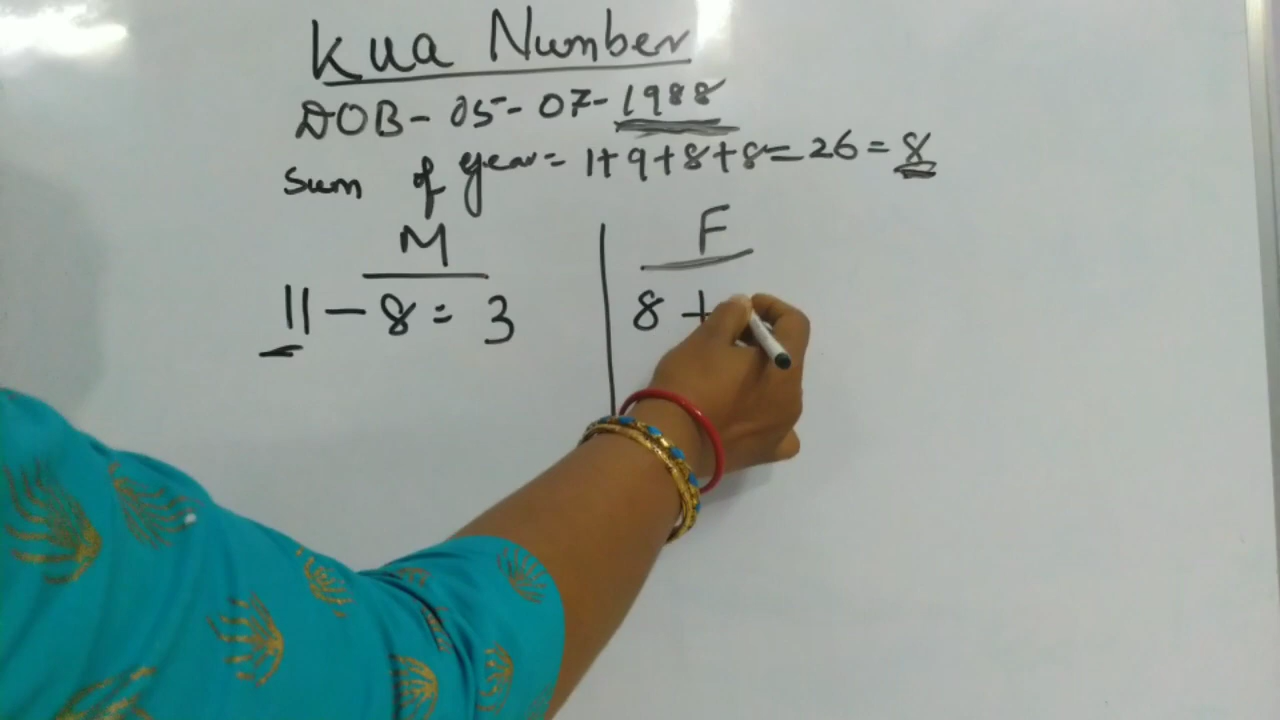 Kua Number
DOB- 05- 07- 1988
Sum of year = 1+9+8+8= 26 = 8
M
F
11 - 8 = 3
8 +